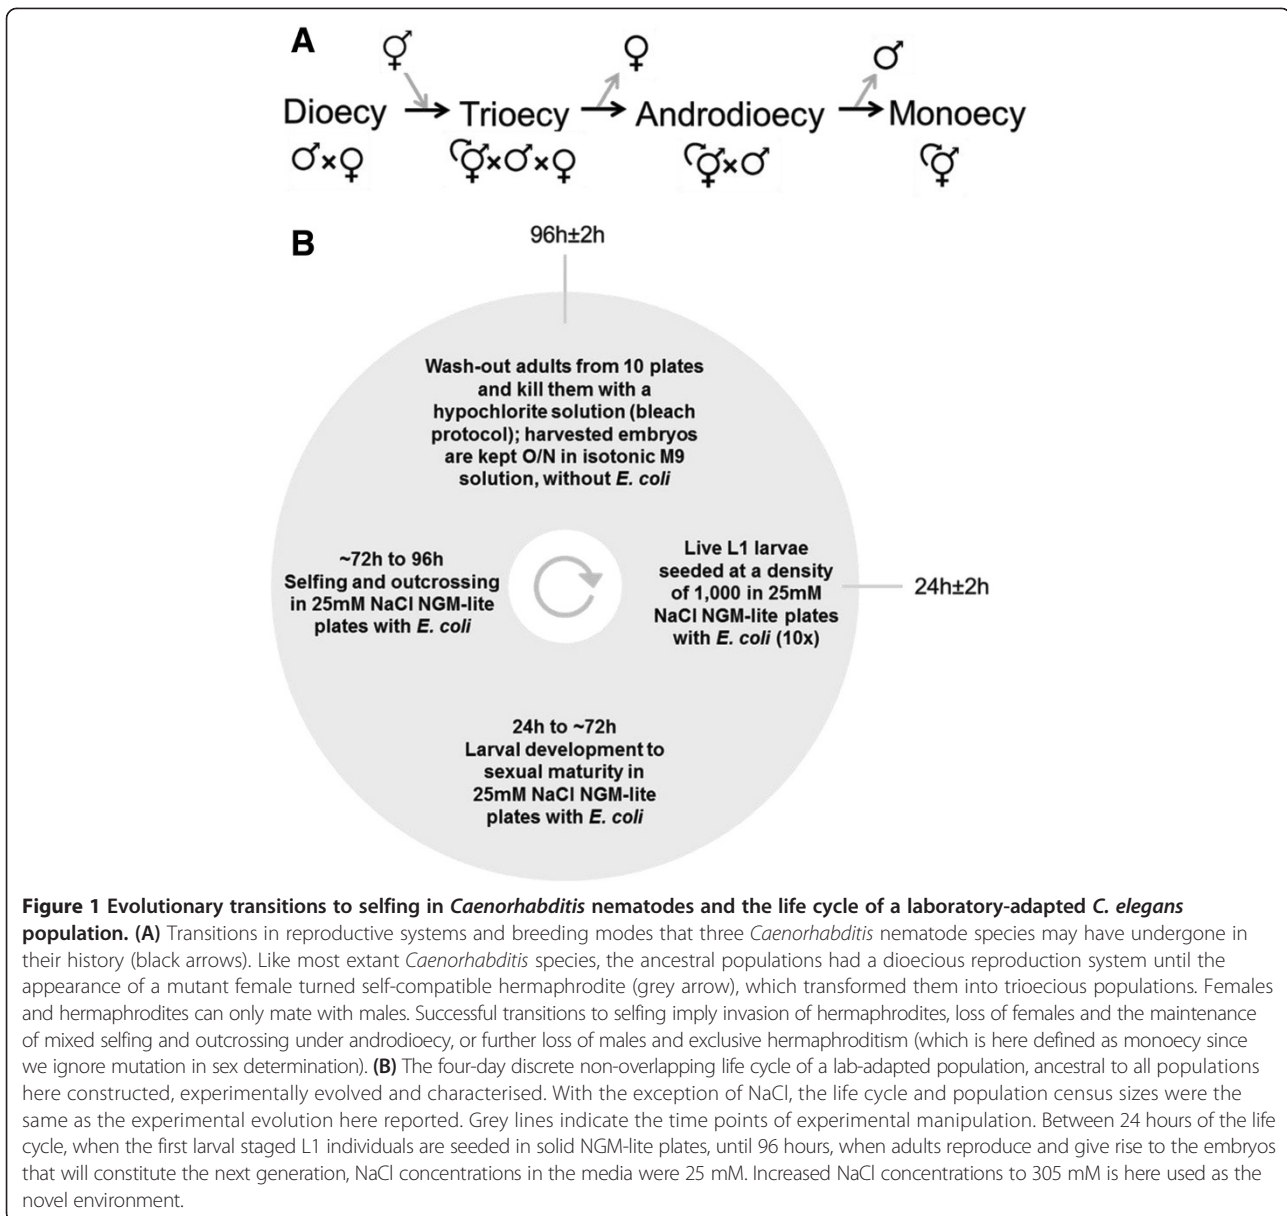 A
⚥
♀
♂
Dioecy
Trioecy
Androdioecy
Monoecy
♂×♀
⚥×♂×♀
⚥×♂
⚥
B
96h±2h
Wash-out adults from 10 plates
and kill them with a
hypochlorite solution (bleach
protocol); harvested embryos
are kept O/N in isotonic M9
solution, without E. coli
Live L1 larvae
seeded at a density
of 1,000 in 25mM
NaCl NGM-lite plates
with E. coli (10x)
24h±2h
~72h to 96h
Selfing and outcrossing
in 25mM NaCl NGM-lite
plates with E. coli
24h to ~72h
Larval development to
sexual maturity in
25mM NaCl NGM-lite
plates with E. coli
Figure 1 Evolutionary transitions to selfing in Caenorhabditis nematodes and the life cycle of a laboratory-adapted C. elegans
population. (A) Transitions in reproductive systems and breeding modes that three Caenorhabditis nematode species may have undergone in
their history (black arrows). Like most extant Caenorhabditis species, the ancestral populations had a dioecious reproduction system until the
appearance of a mutant female turned self-compatible hermaphrodite (grey arrow), which transformed them into trioecious populations. Females
and hermaphrodites can only mate with males. Successful transitions to selfing imply invasion of hermaphrodites, loss of females and the maintenance
of mixed selfing and outcrossing under androdioecy, or further loss of males and exclusive hermaphroditism (which is here defined as monoecy since
we ignore mutation in sex determination). (B) The four-day discrete non-overlapping life cycle of a lab-adapted population, ancestral to all populations
here constructed, experimentally evolved and characterised. With the exception of NaCl, the life cycle and population census sizes were the
same as the experimental evolution here reported. Grey lines indicate the time points of experimental manipulation. Between 24 hours of the life
cycle, when the first larval staged L1 individuals are seeded in solid NGM-lite plates, until 96 hours, when adults reproduce and give rise to the embryos
that will constitute the next generation, NaCl concentrations in the media were 25 mM. Increased NaCl concentrations to 305 mM is here used as the
novel environment.